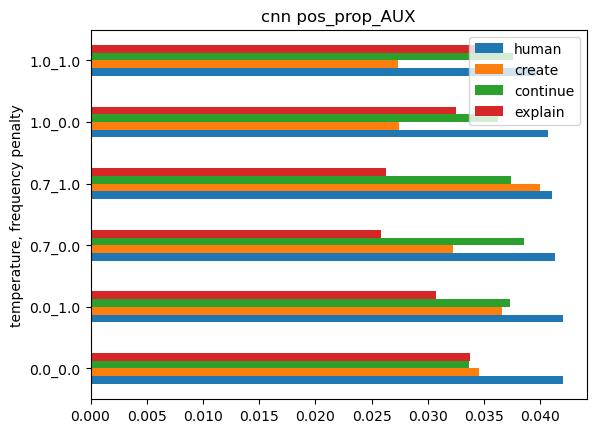 cnn pos_prop_AUX
human
create
continue
explain
temperature, frequency penalty
1.0_1.0
1.0_0.0
0.7_1.0
0.7_0.0
0.0_1.0
0.0_0.0
0.000 0.005 0.010 0.015 0.020 0.025 0.030 0.035 0.040